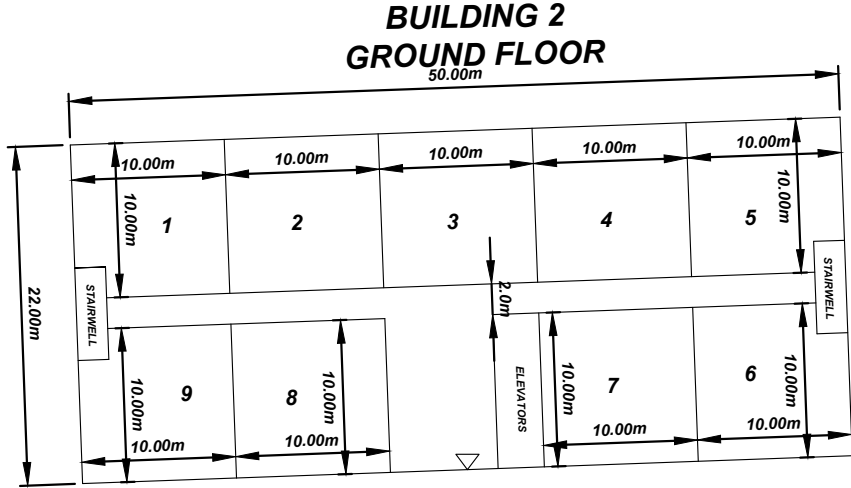 BUILDING 2
GROUND FLOOR
50.00m
10.00m
10.00m
10.00m
10.00m
10.00m
10.00m
10.00m
1
2
3
4
5
22.00m
STAIRWELL
STAIRWELL
2.0m
10.00m
10.00m
10.00m
10.00m
ELEVATORS
9
8
7
6
10.00m
10.00m
10.00m
10.00m